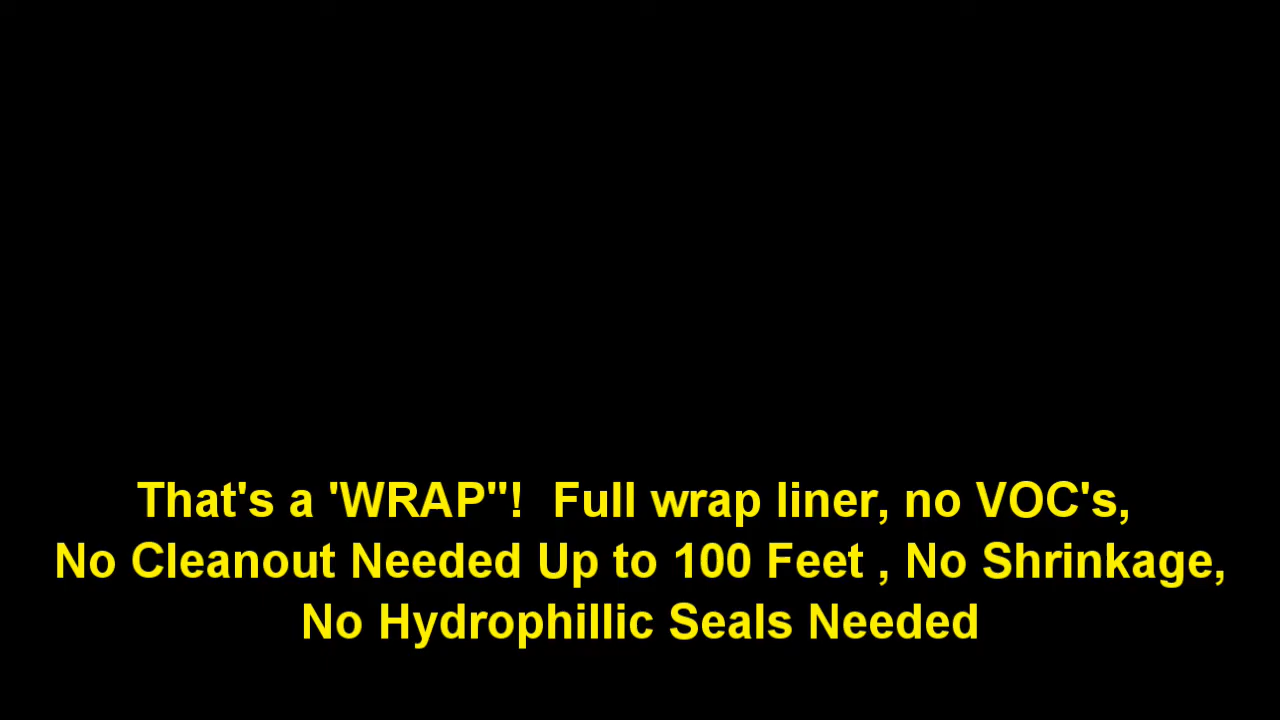 That's a 'WRAP"!  Full wrap liner, no VOC's,
No Cleanout Needed Up to 100 Feet , No Shrinkage,
No Hydrophillic Seals Needed